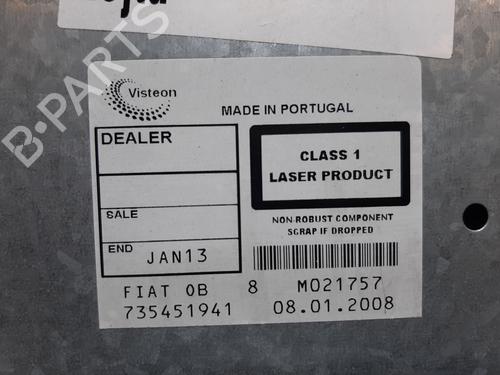 B-PARTS
Visteon
MADE IN PORTUGAL
DEALER
CLASS 1
LASER PRODUCT
SALE
NON-ROBUST COMPONENT
SCRAP IF DROPPED
END JAN13
FIAT 0B 8 M021757
735451941 08.01.2008